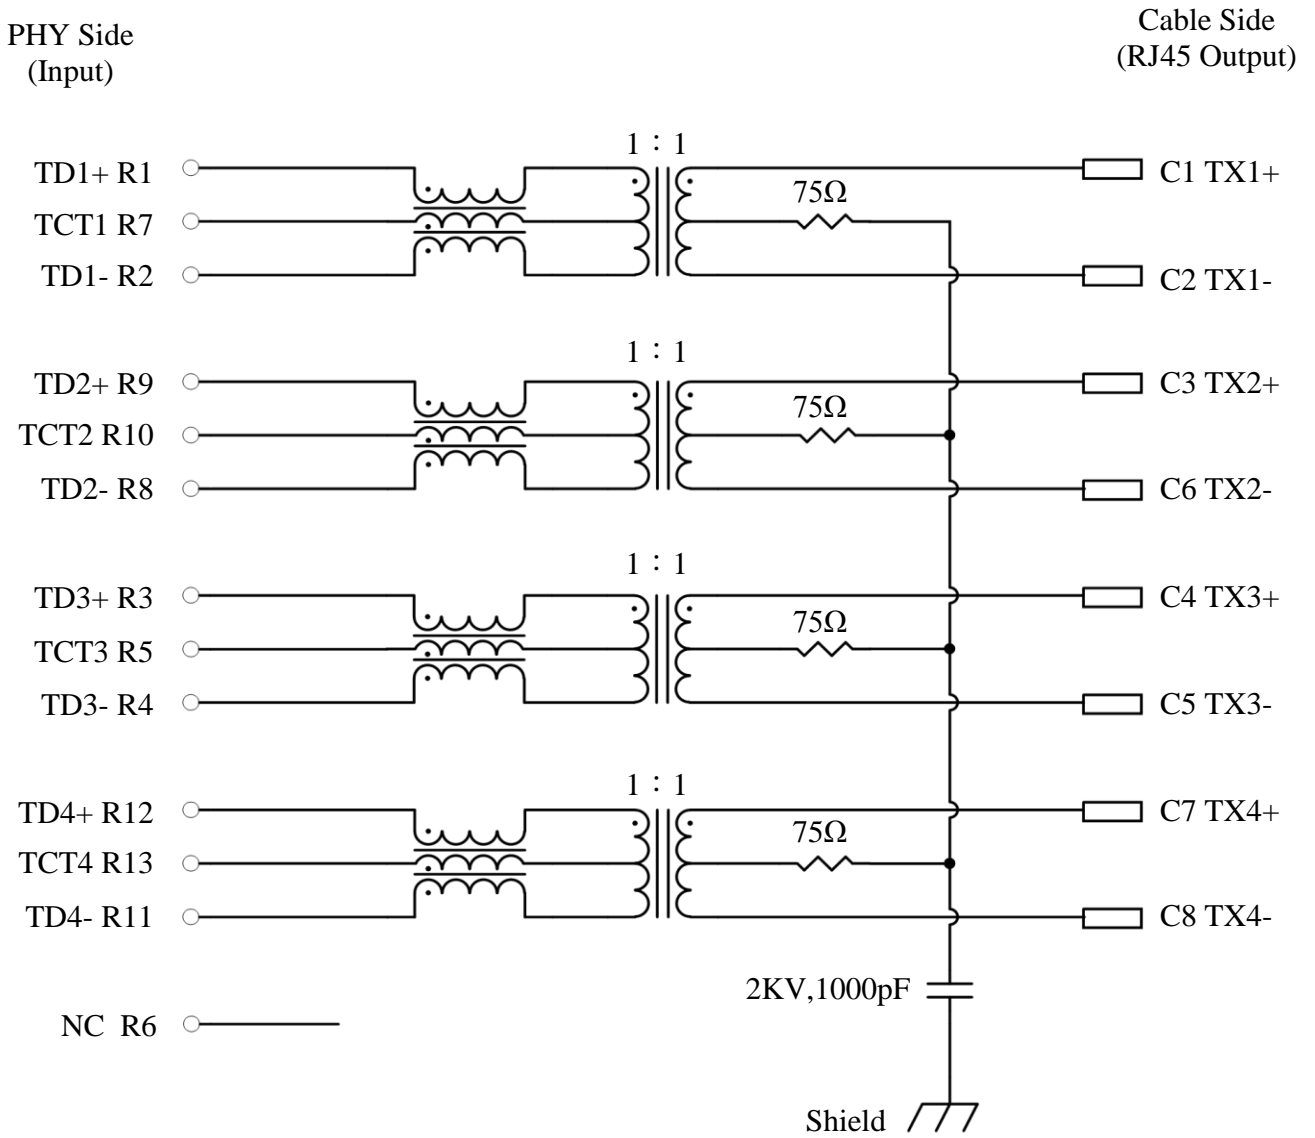 PHY Side
(Input)
Cable Side
(RJ45 Output)
1 : 1
TD1+ R1
75Ω
C1 TX1+
TCT1 R7
TD1- R2
C2 TX1-
1 : 1
TD2+ R9
75Ω
C3 TX2+
TCT2 R10
TD2- R8
C6 TX2-
1 : 1
TD3+ R3
75Ω
C4 TX3+
TCT3 R5
TD3- R4
C5 TX3-
1 : 1
TD4+ R12
75Ω
C7 TX4+
TCT4 R13
TD4- R11
C8 TX4-
2KV,1000pF
NC R6
Shield